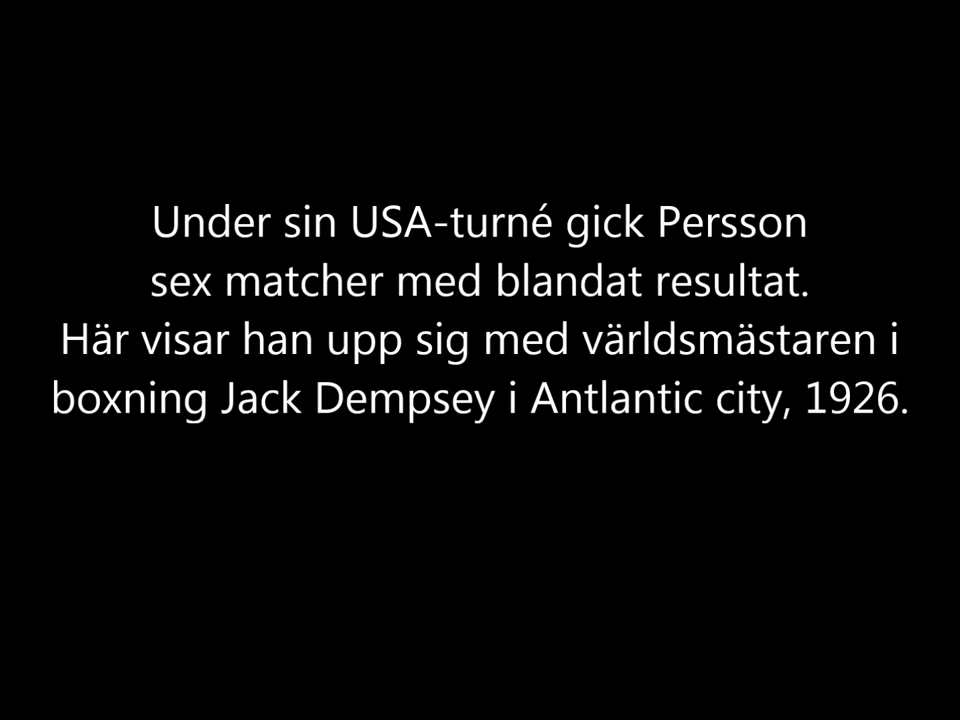 Under sin USA-turné gick Persson
sex matcher med blandat resultat.
Här visar han upp sig med världsmästaren i
boxning Jack Dempsey i Antlantic city, 1926.